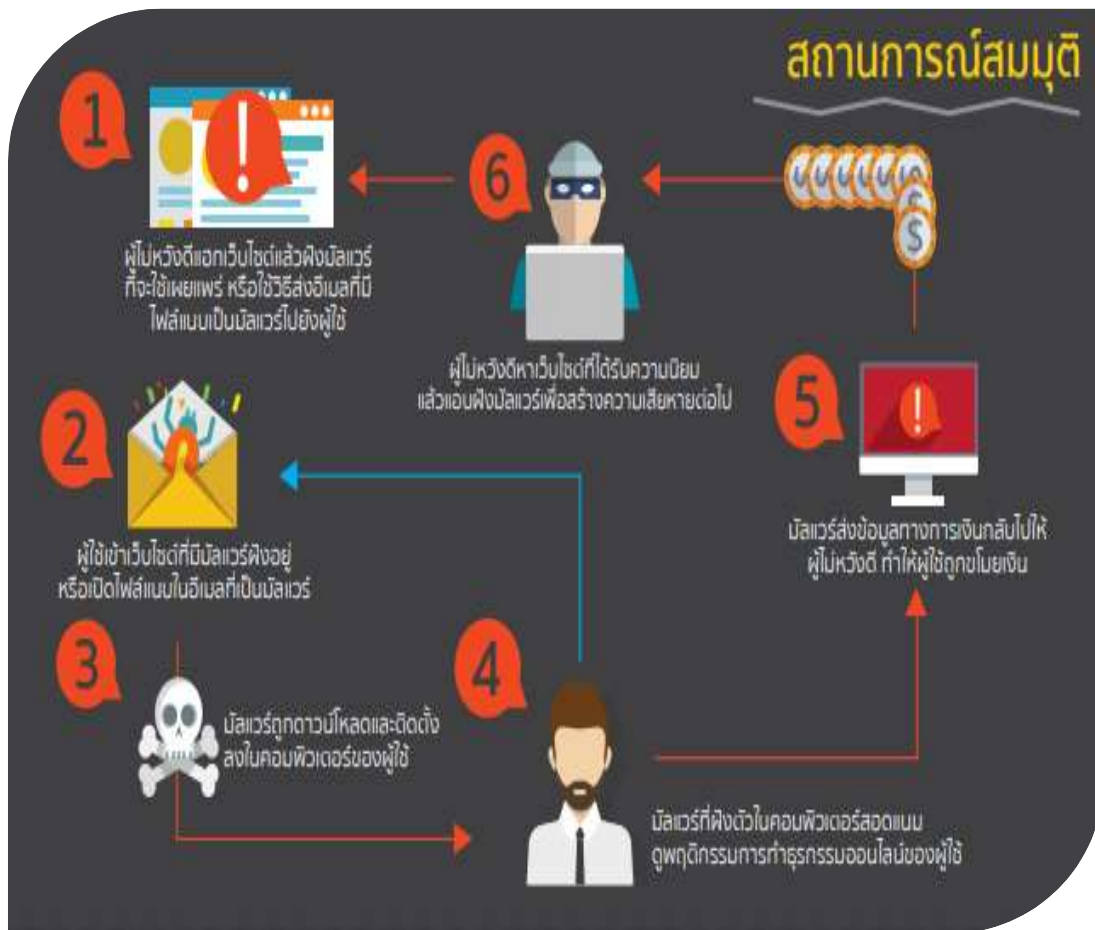 สถานการณ์สมมุติ
1
ผู้ไม่หวังดีแฮกเว็บไซต์แล้วฝังมัลแวร์
ที่จะใช้เผยแพร่ หรือใช้วิธีส่งอีเมลที่มี
ไฟล์แนบเป็นมัลแวร์ไปยังผู้ใช้
2
ผู้ใช้เข้าเว็บไซต์ที่มีมัลแวร์ฝังอยู่
หรือเปิดไฟล์แนบในอีเมลที่เป็นมัลแวร์
3
มัลแวร์ถูกดาวน์โหลดและติดตั้ง
ลงในคอมพิวเตอร์ของผู้ใช้
4
มัลแวร์ที่ฝังตัวในคอมพิวเตอร์สอดแนม
ดูพฤติกรรมการทำธุรกรรมออนไลน์ของผู้ใช้
5
มัลแวร์ส่งข้อมูลทางการเงินกลับไปให้
ผู้ไม่หวังดี ทำให้ผู้ใช้ถูกขโมยเงิน
$
6
ผู้ไม่หวังดีหาเว็บไซต์ที่ได้รับความนิยม
แล้วแอบฝังมัลแวร์เพื่อสร้างความเสียหายต่อไป